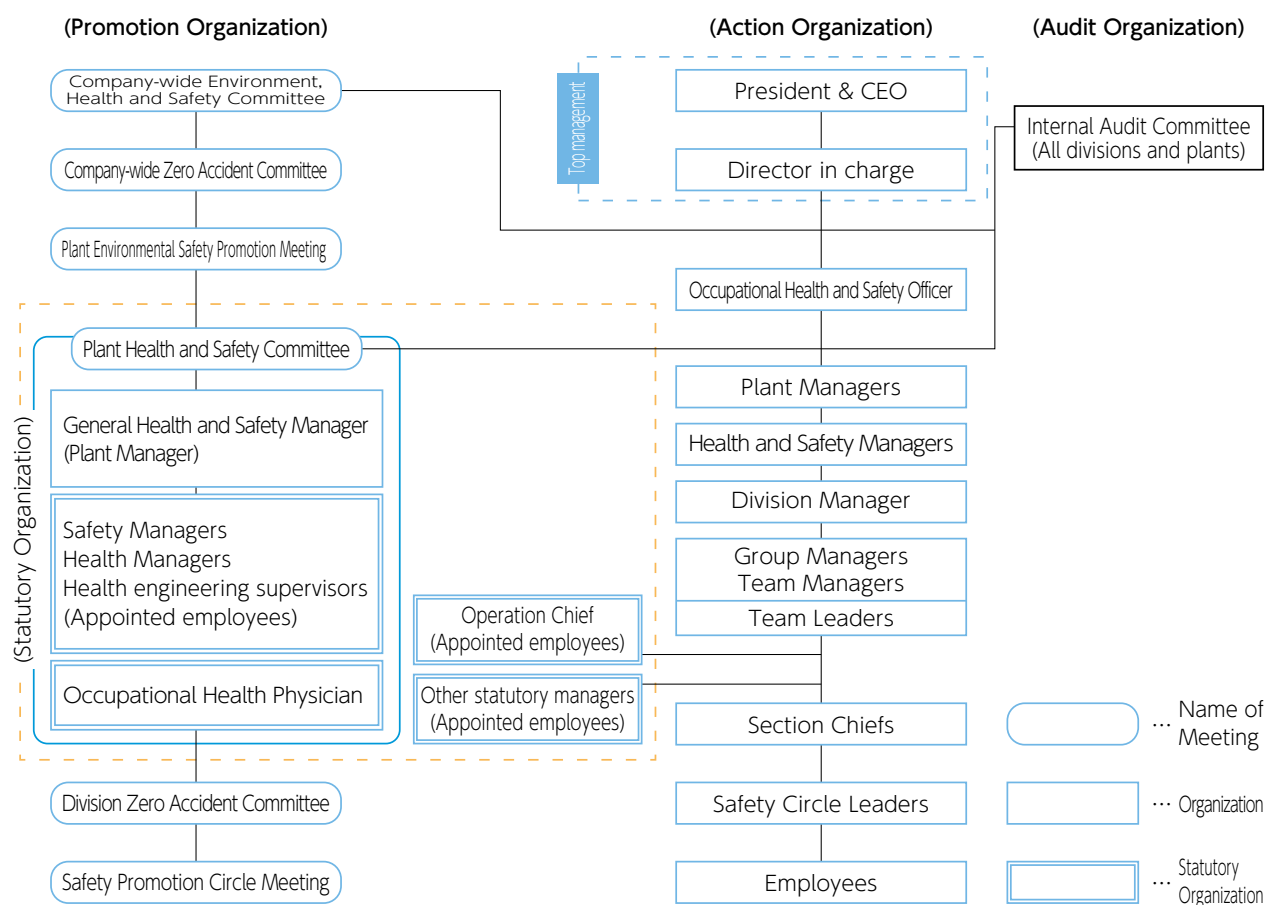 (Promotion Organization)
(Action Organization)
(Audit Organization)
Company-wide Environment,
Health and Safety Committee
Company-wide Zero Accident Committee
Plant Environmental Safety Promotion Meeting
(Statutory Organization)
Plant Health and Safety Committee
General Health and Safety Manager
(Plant Manager)
Safety Managers
Health Managers
Health engineering supervisors
(Appointed employees)
Occupational Health Physician
Operation Chief
(Appointed employees)
Other statutory managers
(Appointed employees)
Division Zero Accident Committee
Safety Promotion Circle Meeting
Top management
President & CEO
Director in charge
Occupational Health and Safety Officer
Plant Managers
Health and Safety Managers
Division Manager
Group Managers
Team Managers
Team Leaders
Section Chiefs
Safety Circle Leaders
Employees
Internal Audit Committee
(All divisions and plants)
… Name of
Meeting
… Organization
… Statutory
Organization